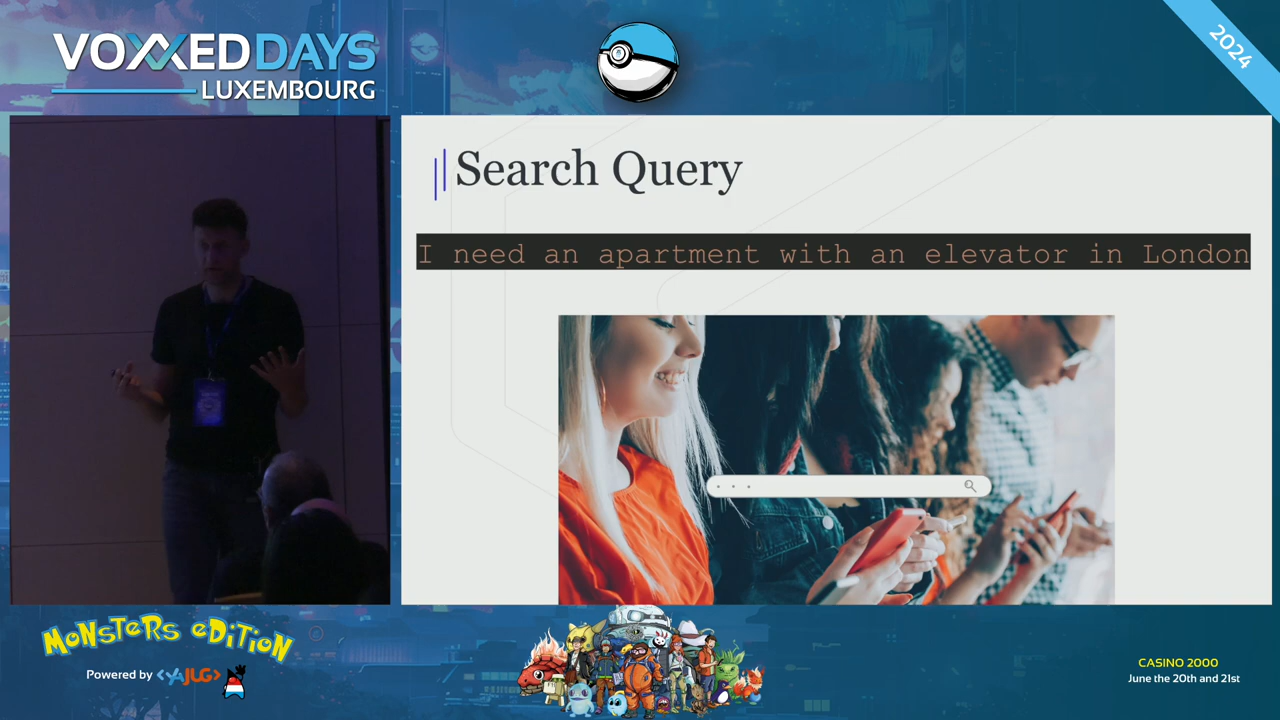 VOXXEDDAYS
LUXEMBOURG
2024
Search Query
I need an apartment with an elevator in London
MONSTERS EDITION
Powered by <YAJUG>
CASINO 2000
June the 20th and 21st